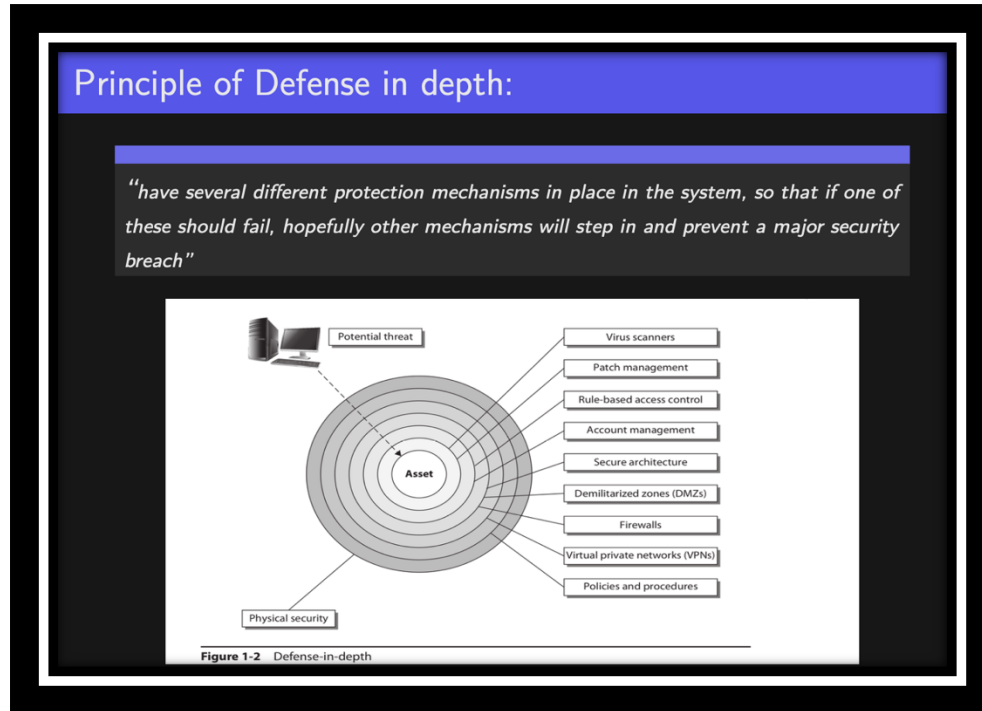 Principle of Defense in depth:
“have several different protection mechanisms in place in the system, so that if one of
these should fail, hopefully other mechanisms will step in and prevent a major security
breach”
Potential threat
Virus scanners
Patch management
Rule-based access control
Account management
Asset
Secure architecture
Demilitarized zones (DMZs)
Firewalls
Virtual private networks (VPNs)
Policies and procedures
Physical security
Figure 1-2 Defense-in-depth